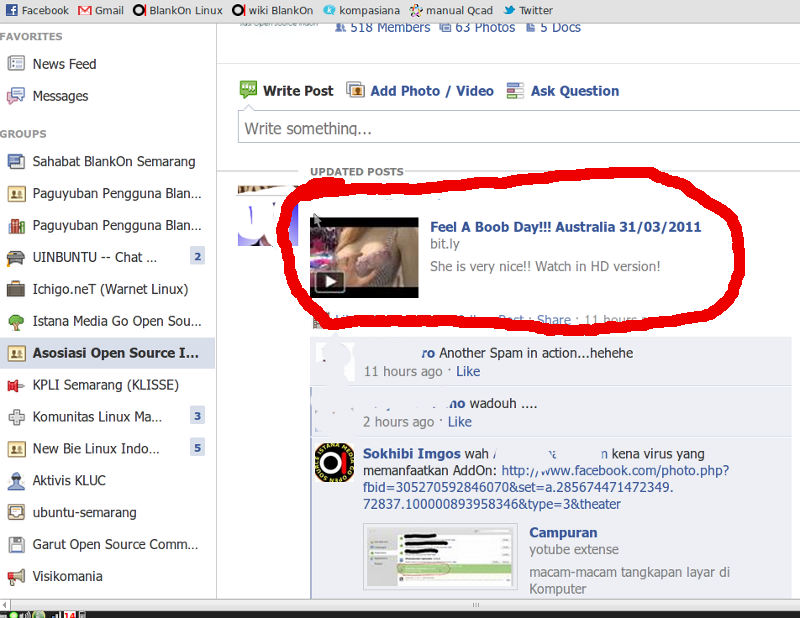 Facebook Gmail BlankOn Linux wiki BlankOn kompasiana manual Qcad Twitter
FAVORITES
News Feed
Messages
GROUPS
Sahabat BlankOn Semarang
Paguyuban Pengguna Blan...
Paguyuban Pengguna Blan...
UINBUNTU -- Chat ... 2
Ichigo.neT (Warnet Linux)
Istana Media Go Open Sou...
Asosiasi Open Source I...
KPLI Semarang (KLISSE)
Komunitas Linux Ma... 3
New Bie Linux Indo... 5
Aktivis KLUC
ubuntu-semarang
Garut Open Source Comm...
Visikomania
518 Members 63 Photos 5 Docs
Write Post Add Photo / Video Ask Question
Write something...
UPDATED POSTS
Feel A Boob Day!!! Australia 31/03/2011
bit.ly
She is very nice!! Watch in HD version!
Post · Share · 11 hours
ro Another Spam in action...hehehe
11 hours ago · Like
no wadouh ....
2 hours ago · Like
Sokhibi Imgos wah kena virus yang
memanfaatkan AddOn: http://www.facebook.com/photo.php?
fbid=305270592846070&set=a.285674471472349.
72837.100000893958346&type=3&theater
Campuran
yotube extense
macam-macam tangkapan layar di
Komputer
14